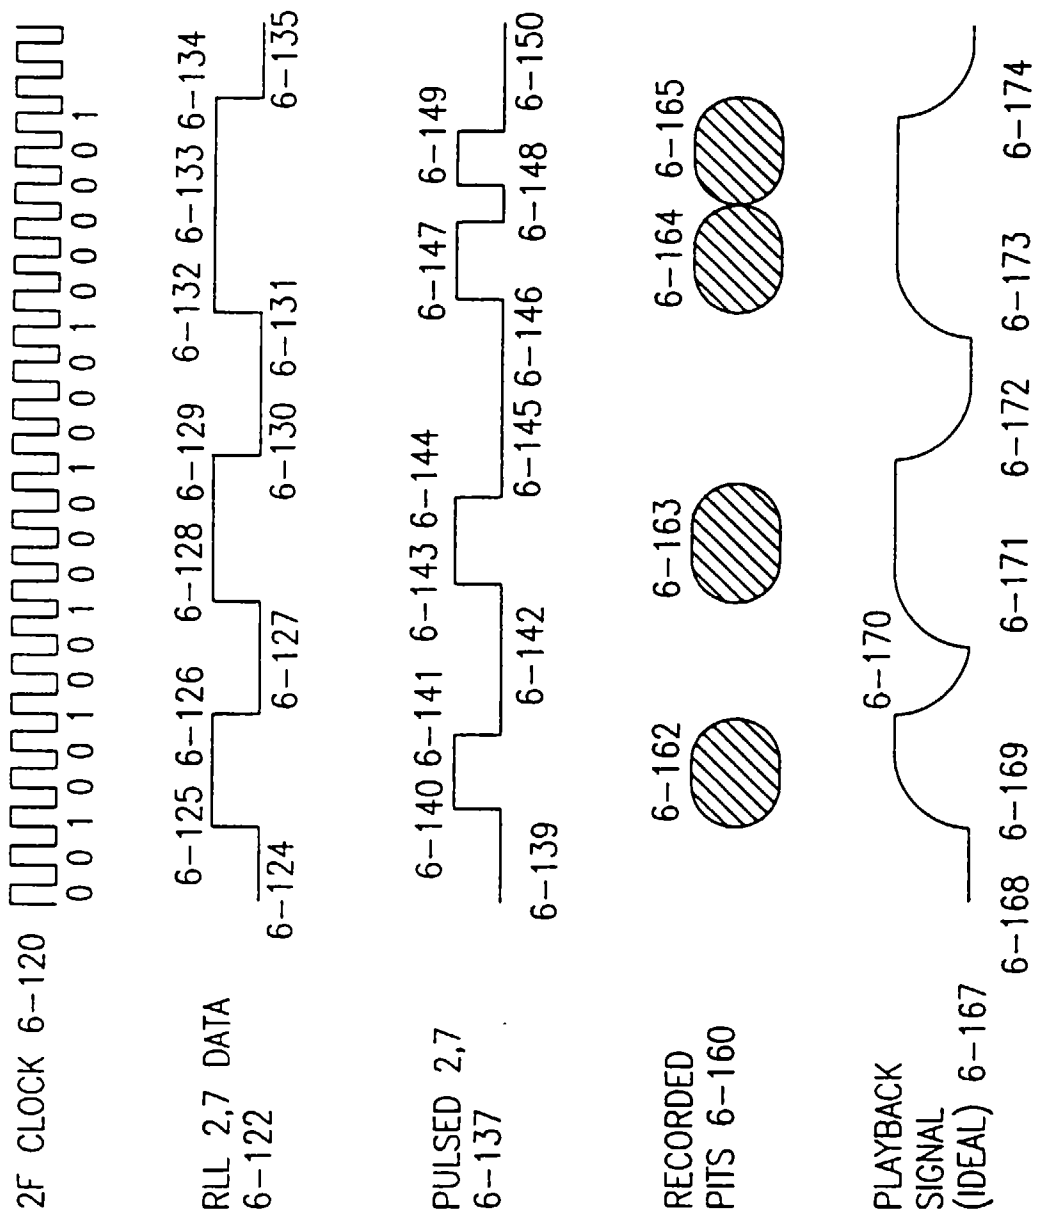 2F CLOCK 6-120
0 0 1 0 0 1 0 0 1 0 0 0 1 0 0 0 1 0 0 0 0 0 1
RLL 2,7 DATA
6-122
6-125 6-126 6-128 6-129 6-132 6-133 6-134
6-124 6-127 6-130 6-131 6-135
PULSED 2,7
6-137
6-140 6-141 6-143 6-144 6-147 6-149
6-139 6-142 6-145 6-146 6-148 6-150
RECORDED
PITS 6-160
6-162 6-163 6-164 6-165
PLAYBACK
SIGNAL
(IDEAL) 6-167
6-170
6-168 6-169 6-171 6-172 6-173 6-174